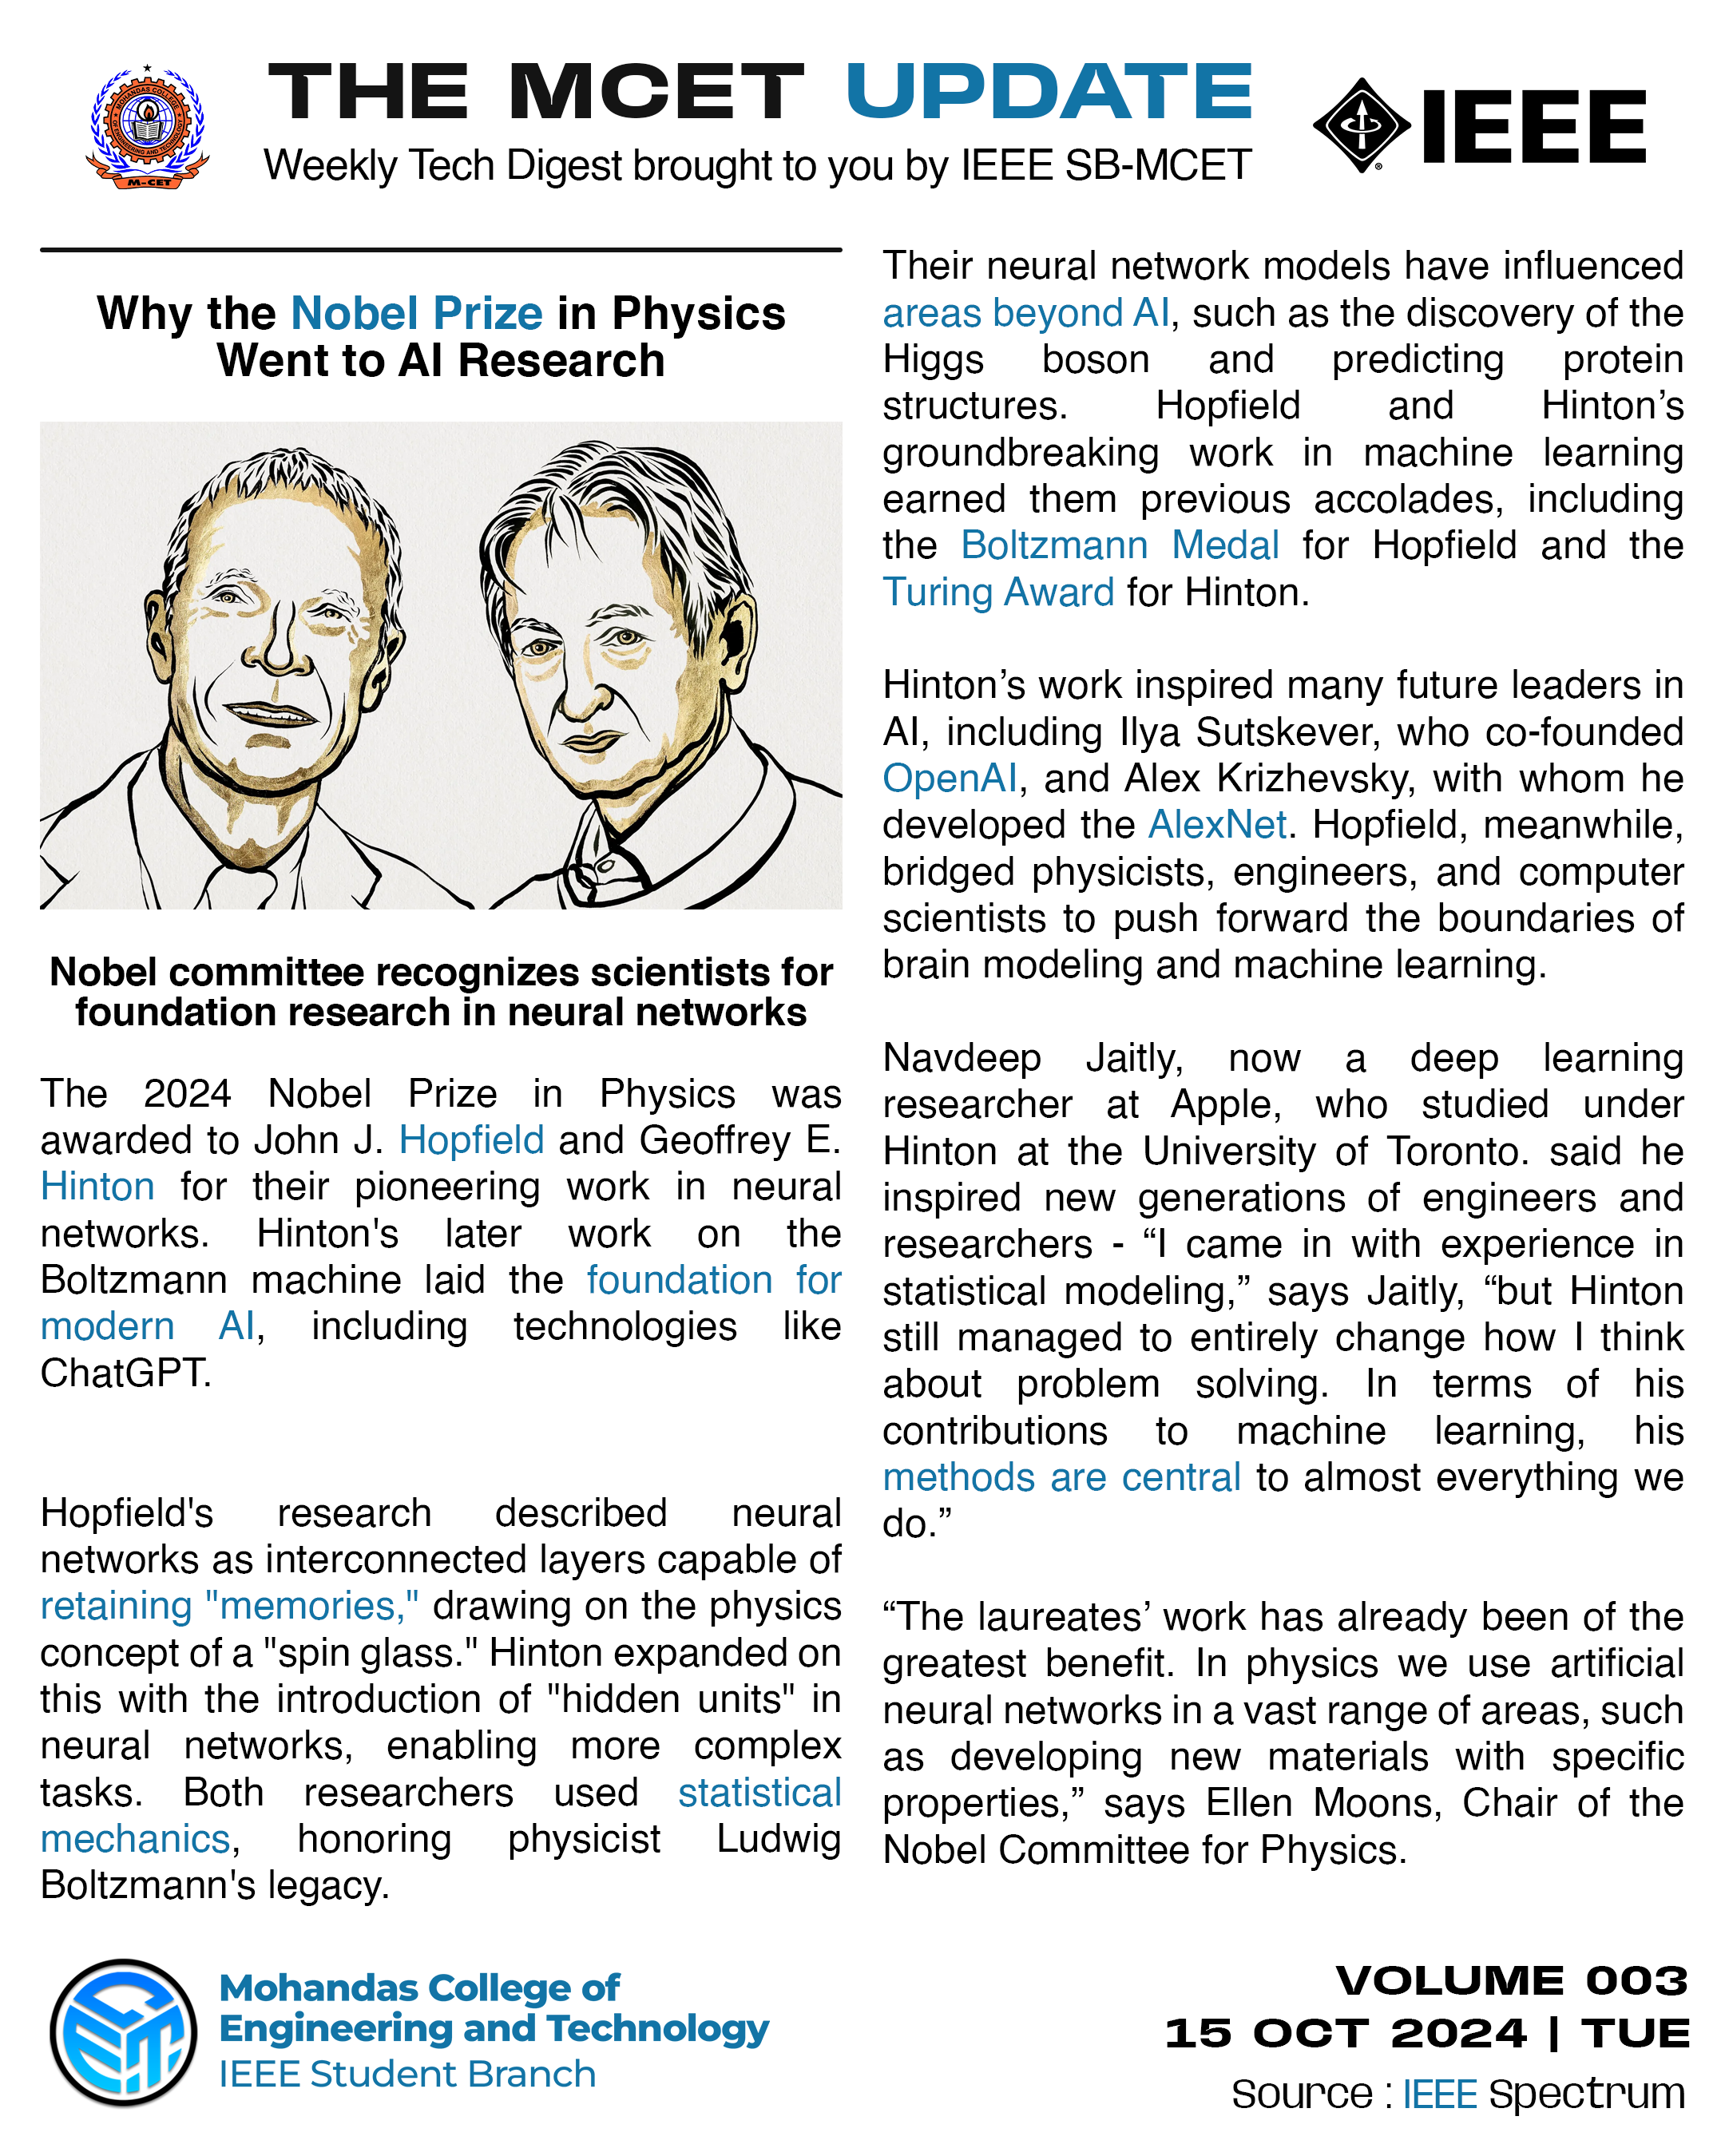 THE MCET UPDATE
Weekly Tech Digest brought to you by IEEE SB-MCET
MOHANDAS COLLEGE
OF ENGINEERING AND TECHNOLOGY
M-CET
IEEE
Why the Nobel Prize in Physics
Went to AI Research
Nobel committee recognizes scientists for
foundation research in neural networks
The 2024 Nobel Prize in Physics was
awarded to John J. Hopfield and Geoffrey E.
Hinton for their pioneering work in neural
networks. Hinton's later work on the
Boltzmann machine laid the foundation for
modern AI, including technologies like
ChatGPT.
Hopfield's research described neural
networks as interconnected layers capable of
retaining "memories," drawing on the physics
concept of a "spin glass." Hinton expanded on
this with the introduction of "hidden units" in
neural networks, enabling more complex
tasks. Both researchers used statistical
mechanics, honoring physicist Ludwig
Boltzmann's legacy.
Their neural network models have influenced
areas beyond AI, such as the discovery of the
Higgs boson and predicting protein
structures. Hopfield and Hinton’s
groundbreaking work in machine learning
earned them previous accolades, including
the Boltzmann Medal for Hopfield and the
Turing Award for Hinton.
Hinton’s work inspired many future leaders in
AI, including Ilya Sutskever, who co-founded
OpenAI, and Alex Krizhevsky, with whom he
developed the AlexNet. Hopfield, meanwhile,
bridged physicists, engineers, and computer
scientists to push forward the boundaries of
brain modeling and machine learning.
Navdeep Jaitly, now a deep learning
researcher at Apple, who studied under
Hinton at the University of Toronto. said he
inspired new generations of engineers and
researchers - “I came in with experience in
statistical modeling,” says Jaitly, “but Hinton
still managed to entirely change how I think
about problem solving. In terms of his
contributions to machine learning, his
methods are central to almost everything we
do.”
“The laureates’ work has already been of the
greatest benefit. In physics we use artificial
neural networks in a vast range of areas, such
as developing new materials with specific
properties,” says Ellen Moons, Chair of the
Nobel Committee for Physics.
MCET
Mohandas College of
Engineering and Technology
IEEE Student Branch
VOLUME 003
15 OCT 2024 | TUE
Source : IEEE Spectrum